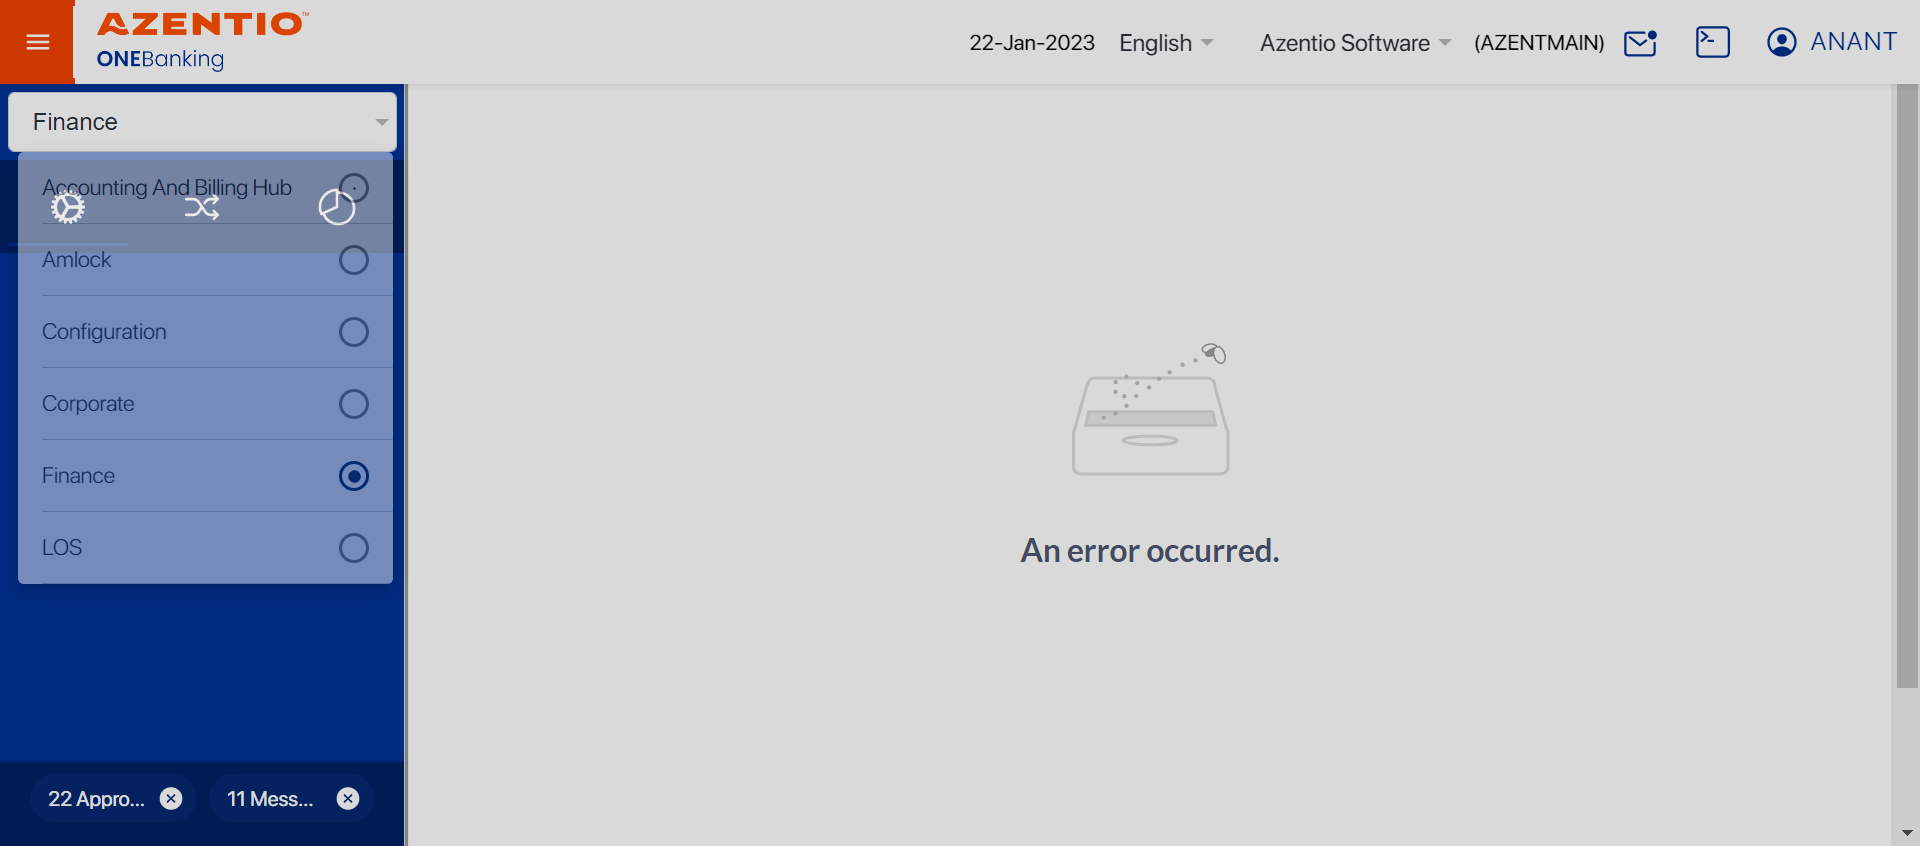 AZENTIO™
ONEBanking
22-Jan-2023 English Azentio Software (AZENTMAIN) ANANT
Finance
Accounting And Billing Hub
Amlock
Configuration
Corporate
Finance
LOS
An error occurred.
22 Appro... 11 Mess...